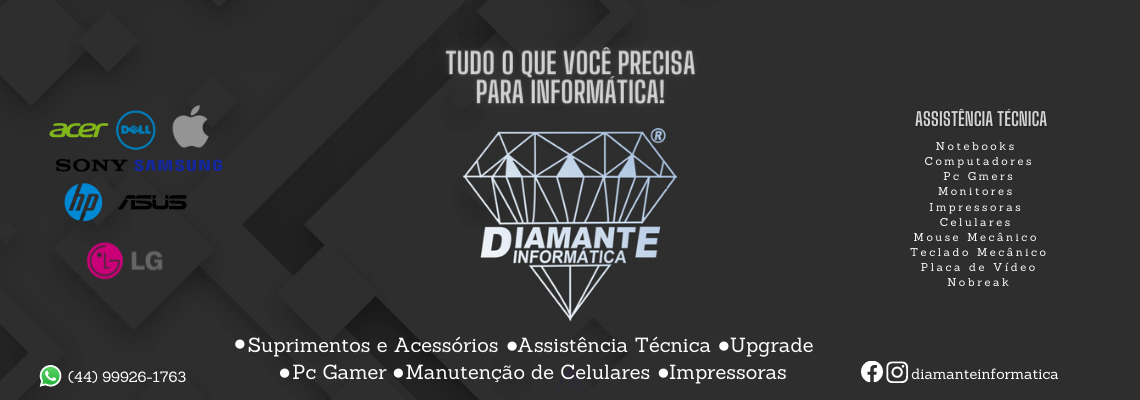 TUDO O QUE VOCÊ PRECISA
PARA INFORMÁTICA!
acer DELL
SONY SAMSUNG
hp ASUS
LG
®
DIAMANTE
INFORMÁTICA
ASSISTÊNCIA TÉCNICA
Notebooks
Computadores
Pc Gmers
Monitores
Impressoras
Celulares
Mouse Mecânico
Teclado Mecânico
Placa de Vídeo
Nobreak
•Suprimentos e Acessórios •Assistência Técnica •Upgrade
•Pc Gamer •Manutenção de Celulares •Impressoras
(44) 99926-1763
diamanteinformatica